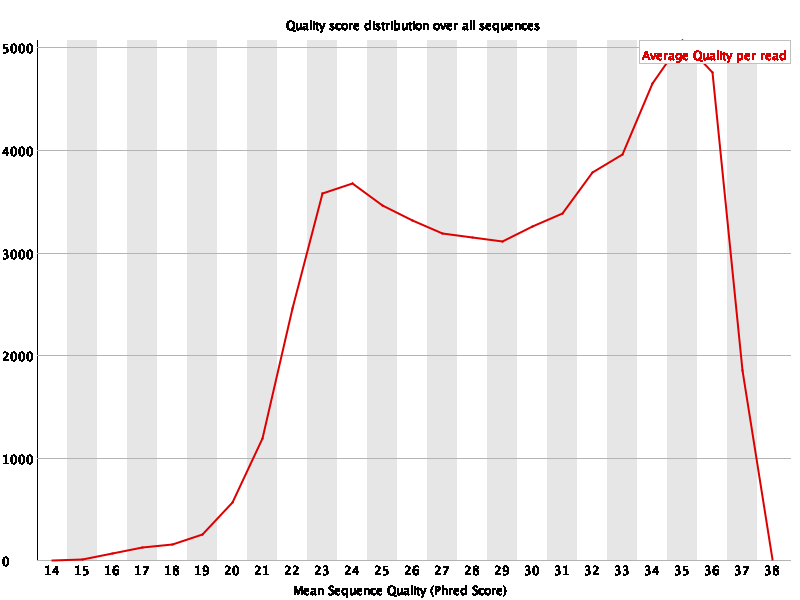 Quality score distribution over all sequences
Average Quality per read
5000
4000
3000
2000
1000
0
14 15 16 17 18 19 20 21 22 23 24 25 26 27 28 29 30 31 32 33 34 35 36 37 38
Mean Sequence Quality (Phred Score)